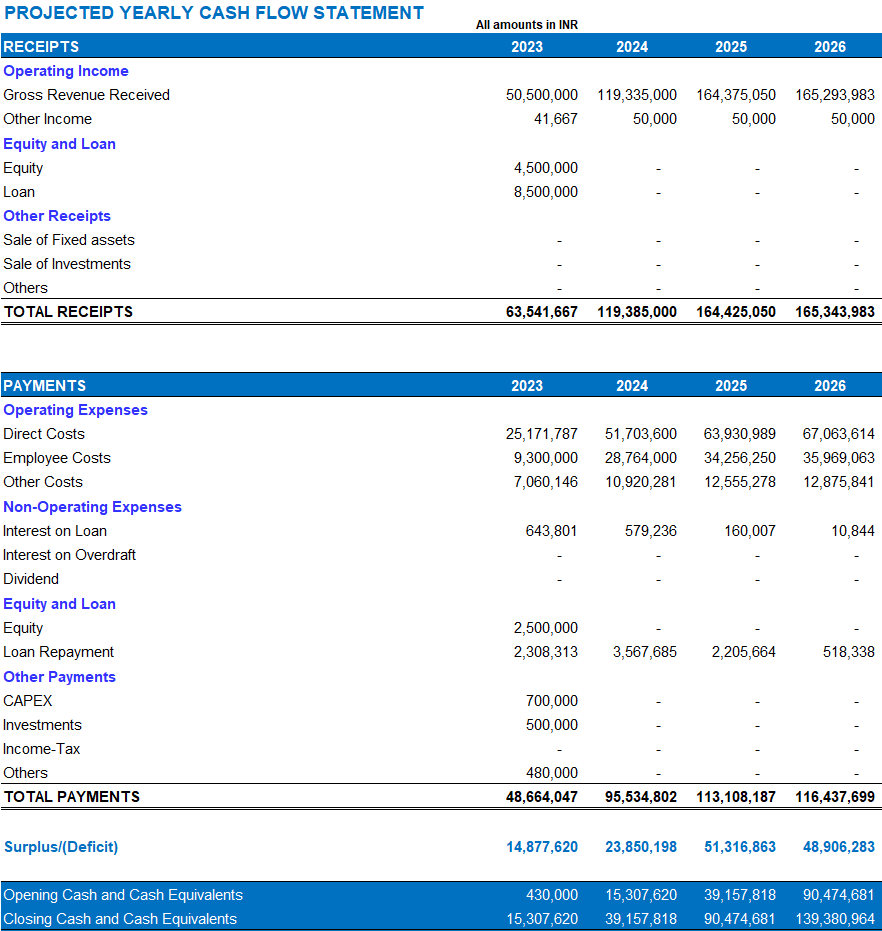 PROJECTED YEARLY CASH FLOW STATEMENT
All amounts in INR
RECEIPTS 2023 2024 2025 2026
Operating Income
Gross Revenue Received 50,500,000 119,335,000 164,375,050 165,293,983
Other Income 41,667 50,000 50,000 50,000
Equity and Loan
Equity 4,500,000 - - -
Loan 8,500,000 - - -
Other Receipts
Sale of Fixed assets - - - -
Sale of Investments - - - -
Others - - - -
TOTAL RECEIPTS 63,541,667 119,385,000 164,425,050 165,343,983
PAYMENTS 2023 2024 2025 2026
Operating Expenses
Direct Costs 25,171,787 51,703,600 63,930,989 67,063,614
Employee Costs 9,300,000 28,764,000 34,256,250 35,969,063
Other Costs 7,060,146 10,920,281 12,555,278 12,875,841
Non-Operating Expenses
Interest on Loan 643,801 579,236 160,007 10,844
Interest on Overdraft - - - -
Dividend - - - -
Equity and Loan
Equity 2,500,000 - - -
Loan Repayment 2,308,313 3,567,685 2,205,664 518,338
Other Payments
CAPEX 700,000 - - -
Investments 500,000 - - -
Income-Tax - - - -
Others 480,000 - - -
TOTAL PAYMENTS 48,664,047 95,534,802 113,108,187 116,437,699
Surplus/(Deficit) 14,877,620 23,850,198 51,316,863 48,906,283
Opening Cash and Cash Equivalents 430,000 15,307,620 39,157,818 90,474,681
Closing Cash and Cash Equivalents 15,307,620 39,157,818 90,474,681 139,380,964